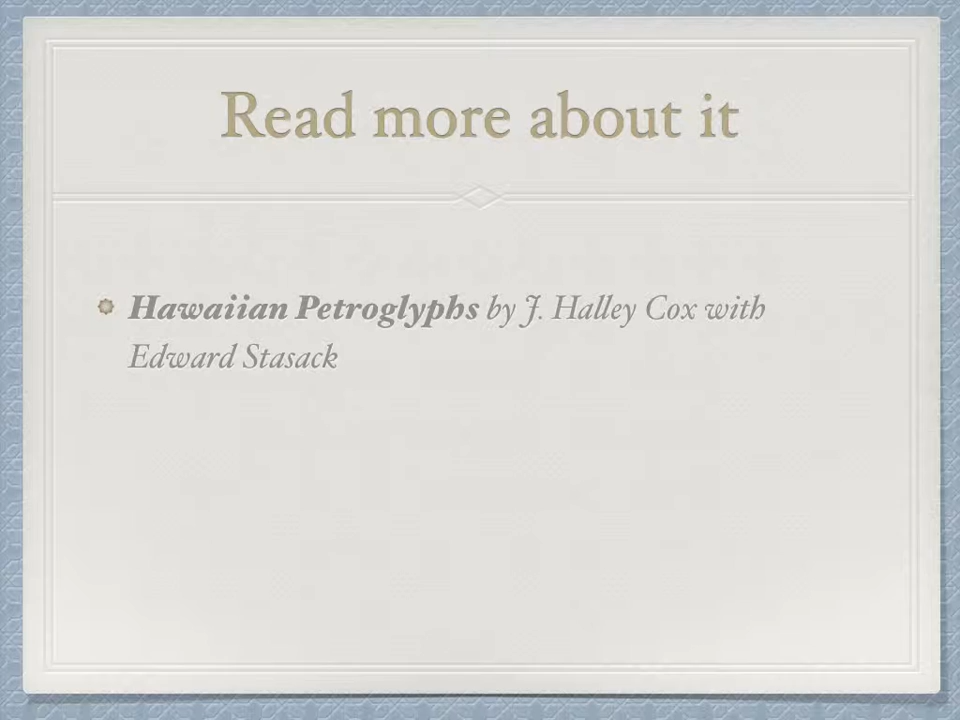 Read more about it
Hawaiian Petroglyphs by J. Halley Cox with
Edward Stasack